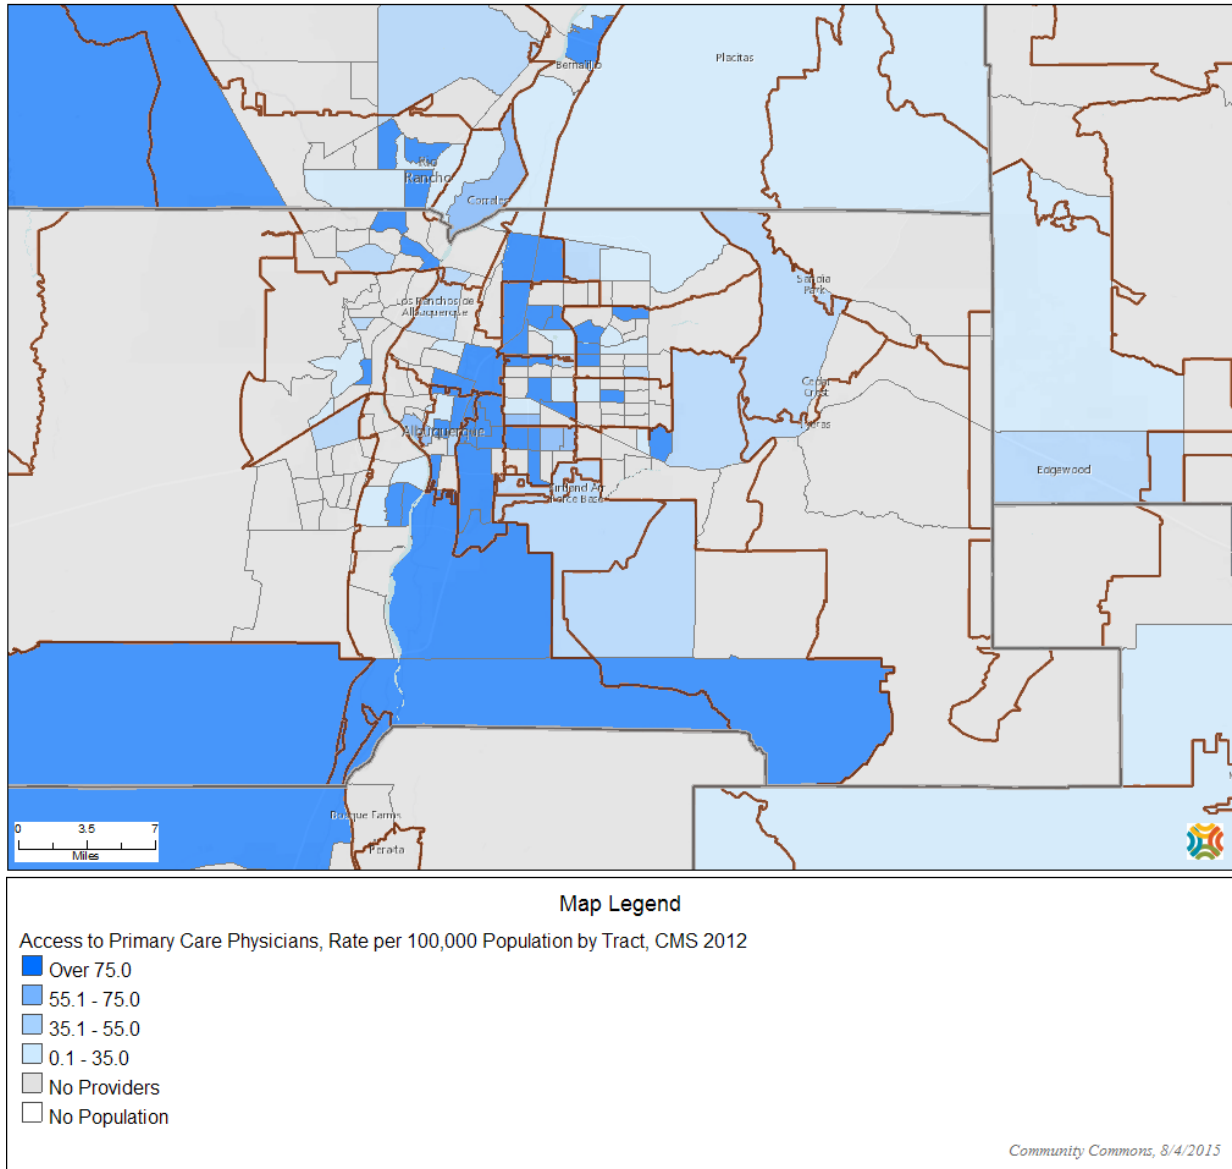 Placitas
Bernalillo
Rio
Rancho
Corrales
Sandia
Park
Los Ranchos de
Albuquerque
Cedar
Crest
Tijeras
Albuquerque
Edgewood
Kirtland Air
Force Base
Bosque Farms
Peralta
0 3.5 7
Miles
Map Legend
Access to Primary Care Physicians, Rate per 100,000 Population by Tract, CMS 2012
Over 75.0
55.1 - 75.0
35.1 - 55.0
0.1 - 35.0
No Providers
No Population
Community Commons, 8/4/2015